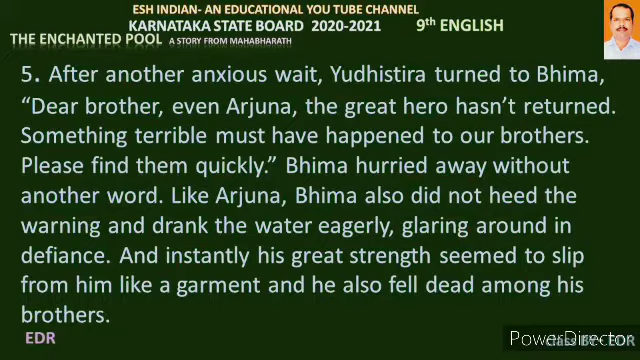 ESH INDIAN- AN EDUCATIONAL YOU TUBE CHANNEL
KARNATAKA STATE BOARD 2020-2021 9th ENGLISH
THE ENCHANTED POOL A STORY FROM MAHABHARATH
5. After another anxious wait, Yudhistira turned to Bhima,
“Dear brother, even Arjuna, the great hero hasn’t returned.
Something terrible must have happened to our brothers.
Please find them quickly.” Bhima hurried away without
another word. Like Arjuna, Bhima also did not heed the
warning and drank the water eagerly, glaring around in
defiance. And instantly his great strength seemed to slip
from him like a garment and he also fell dead among his
brothers.
EDR
PowerDirector